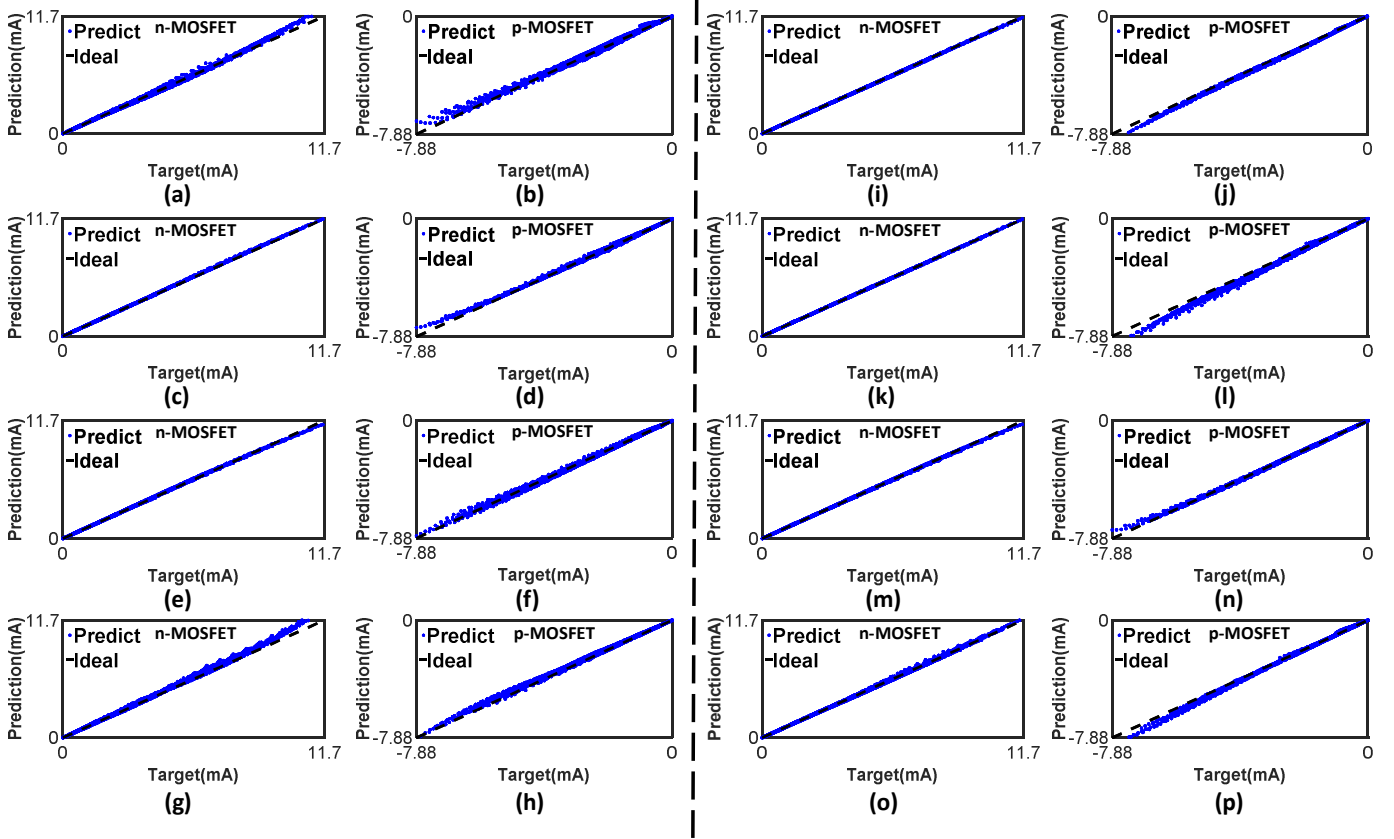 11.7
Prediction(mA)
Predict
Ideal
n-MOSFET
0
0
11.7
Target(mA)
(a)
0
Prediction(mA)
Predict
Ideal
p-MOSFET
-7.88
-7.88
0
Target(mA)
(b)
11.7
Prediction(mA)
Predict
Ideal
n-MOSFET
0
0
11.7
Target(mA)
(i)
0
Prediction(mA)
Predict
Ideal
p-MOSFET
-7.88
-7.88
0
Target(mA)
(j)
11.7
Prediction(mA)
Predict
Ideal
n-MOSFET
0
0
11.7
Target(mA)
(c)
0
Prediction(mA)
Predict
Ideal
p-MOSFET
-7.88
-7.88
0
Target(mA)
(d)
11.7
Prediction(mA)
Predict
Ideal
n-MOSFET
0
0
11.7
Target(mA)
(k)
0
Prediction(mA)
Predict
Ideal
p-MOSFET
-7.88
-7.88
0
Target(mA)
(l)
11.7
Prediction(mA)
Predict
Ideal
n-MOSFET
0
0
11.7
Target(mA)
(e)
0
Prediction(mA)
Predict
Ideal
p-MOSFET
-7.88
-7.88
0
Target(mA)
(f)
11.7
Prediction(mA)
Predict
Ideal
n-MOSFET
0
0
11.7
Target(mA)
(m)
0
Prediction(mA)
Predict
Ideal
p-MOSFET
-7.88
-7.88
0
Target(mA)
(n)
11.7
Prediction(mA)
Predict
Ideal
n-MOSFET
0
0
11.7
Target(mA)
(g)
0
Prediction(mA)
Predict
Ideal
p-MOSFET
-7.88
-7.88
0
Target(mA)
(h)
11.7
Prediction(mA)
Predict
Ideal
n-MOSFET
0
0
11.7
Target(mA)
(o)
0
Prediction(mA)
Predict
Ideal
p-MOSFET
-7.88
-7.88
0
Target(mA)
(p)